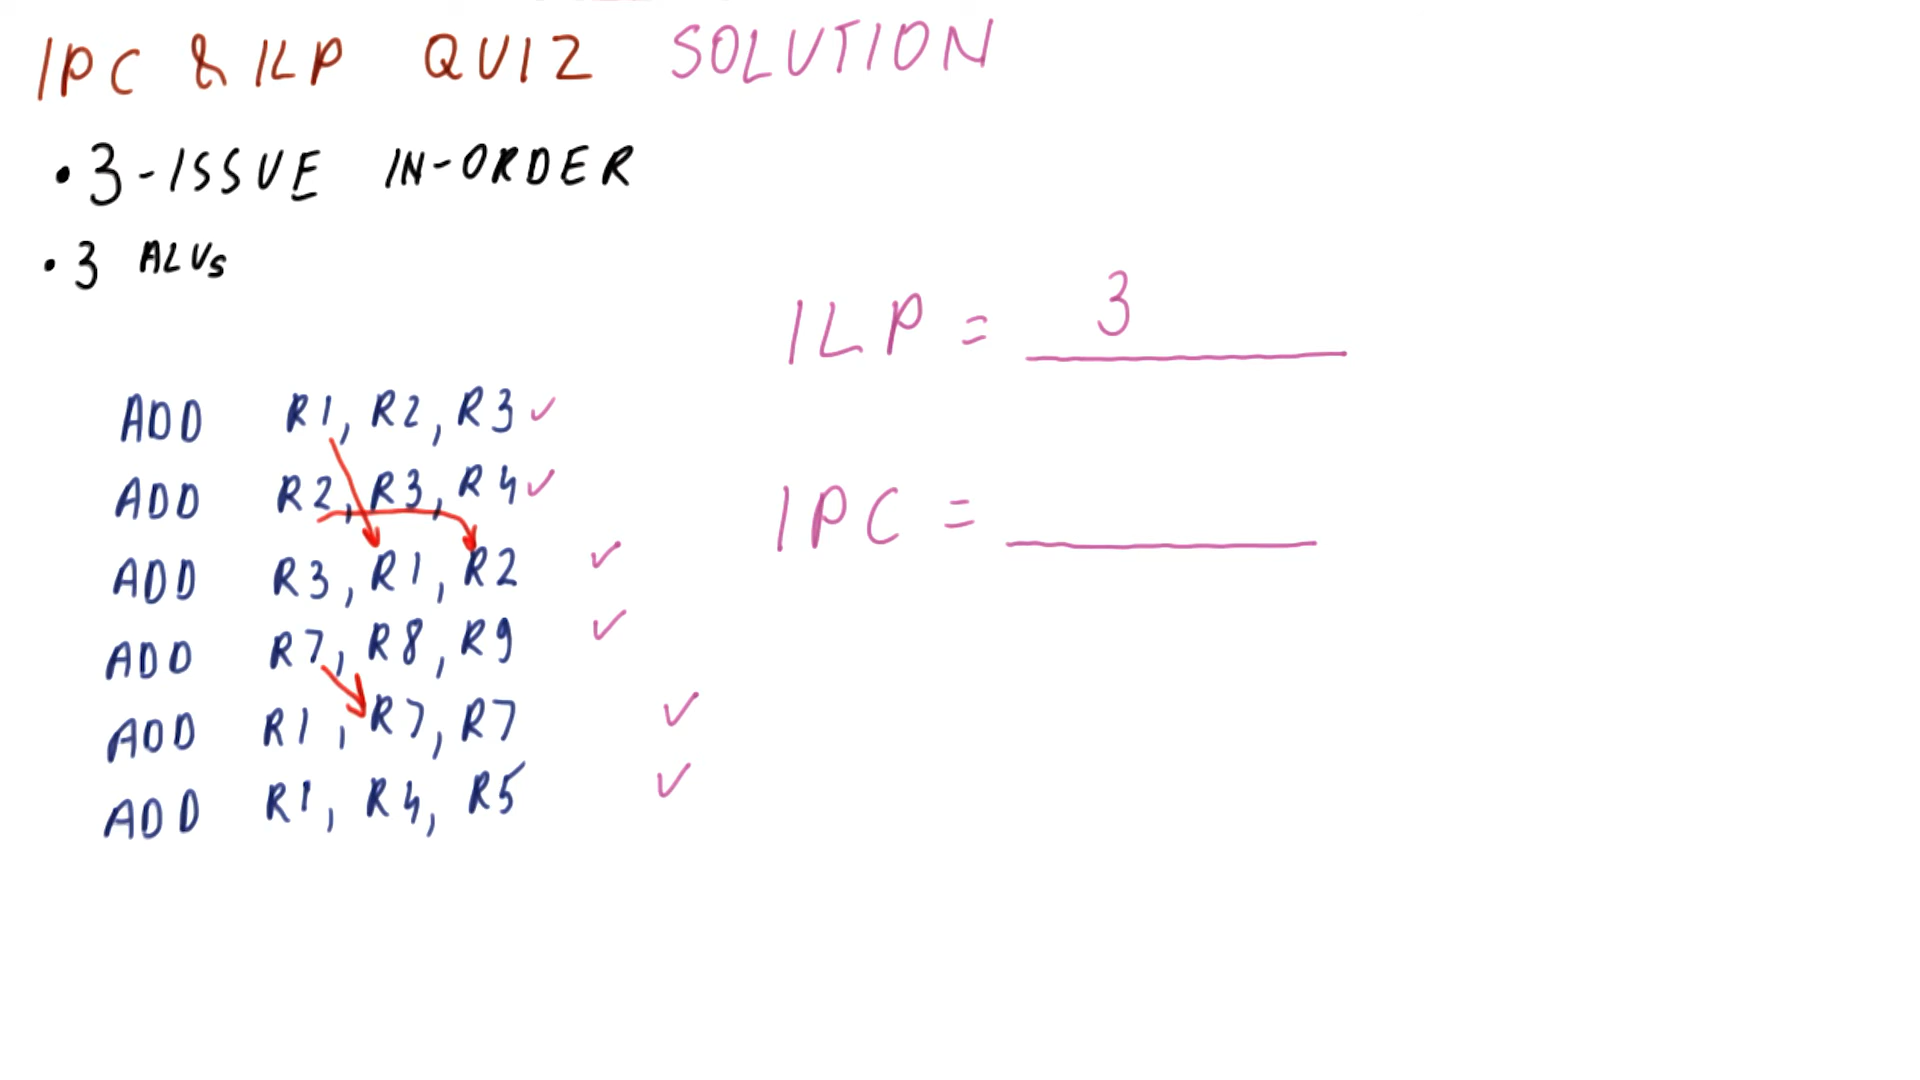 IPC & ILP QUIZ SOLUTION
• 3-ISSUE IN-ORDER
• 3 ALUs
ILP = 3
ADD R1, R2, R3 ✓
ADD R2, R3, R4 ✓
IPC =
ADD R3, R1, R2 ✓
ADD R7, R8, R9 ✓
ADD R1, R7, R7 ✓
ADD R1, R4, R5 ✓